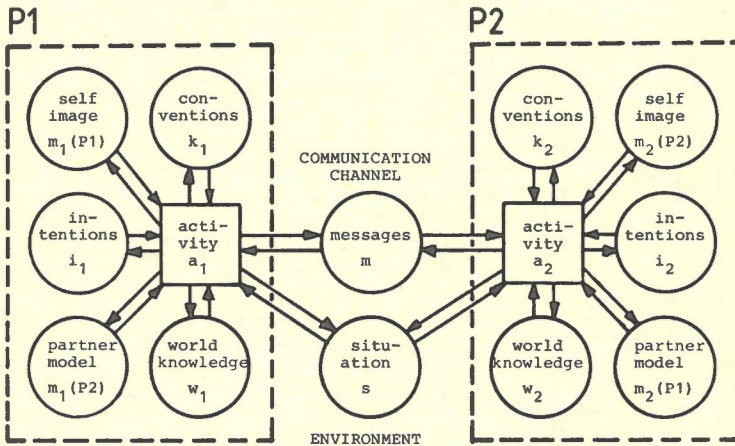 P1
P2
self
image
m₁(P1)
con-
ventions
k₁
in-
tentions
i₁
acti-
vity
a₁
partner
model
m₁(P2)
world
knowledge
w₁
COMMUNICATION
CHANNEL
messages
m
situ-
ation
s
ENVIRONMENT
con-
ventions
k₂
self
image
m₂(P2)
acti-
vity
a₂
in-
tentions
i₂
world
knowledge
w₂
partner
model
m₂(P1)